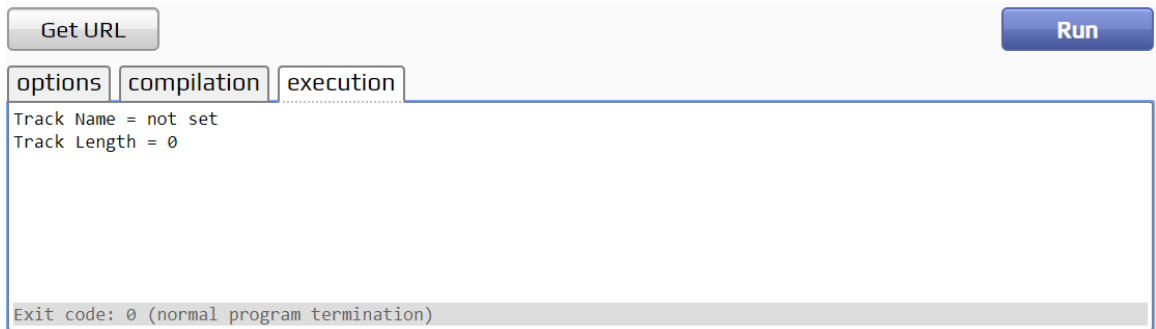 Get URL
Run
options compilation execution
Track Name = not set
Track Length = 0
Exit code: 0 (normal program termination)